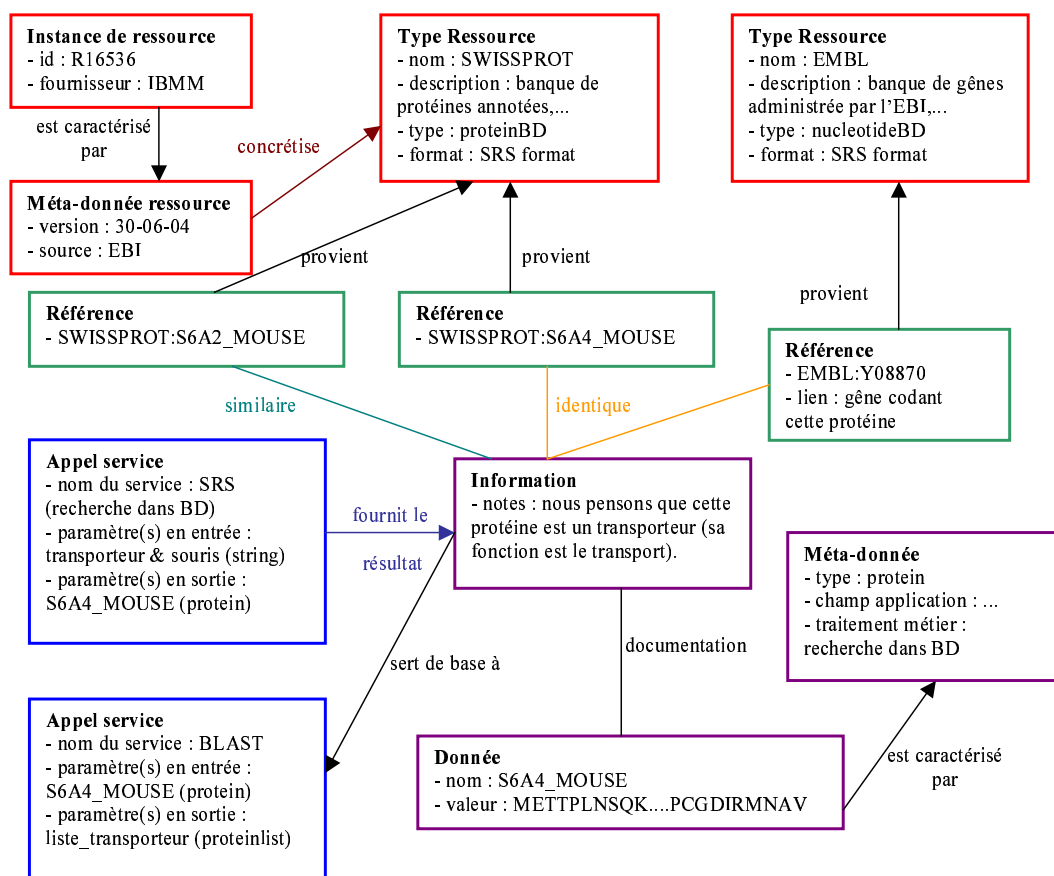 Instance de ressource
- id : R16536
- fournisseur : IBMM
Type Ressource
- nom : SWISSPROT
- description : banque de
protéines annotées,...
- type : proteinBD
- format : SRS format
Type Ressource
- nom : EMBL
- description : banque de gênes
administrée par l'EBI,...
- type : nucleotideBD
- format : SRS format
est caractérisé
par
concrétise
Méta-donnée ressource
- version : 30-06-04
- source : EBI
provient
provient
provient
Référence
- SWISSPROT:S6A2_MOUSE
Référence
- SWISSPROT:S6A4_MOUSE
Référence
- EMBL:Y08870
- lien : gêne codant
cette protéine
similaire
identique
Appel service
- nom du service : SRS
(recherche dans BD)
- paramètre(s) en entrée :
transporteur & souris (string)
- paramètre(s) en sortie :
S6A4_MOUSE (protein)
fournit le
résultat
Information
- notes : nous pensons que cette
protéine est un transporteur (sa
fonction est le transport).
Méta-donnée
- type : protein
- champ application : ...
- traitement métier :
recherche dans BD
sert de base à
documentation
Appel service
- nom du service : BLAST
- paramètre(s) en entrée :
S6A4_MOUSE (protein)
- paramètre(s) en sortie :
liste_transporteur (proteinlist)
Donnée
- nom : S6A4_MOUSE
- valeur : METTPLNSQK....PCGDIRMNAV
est caractérisé
par